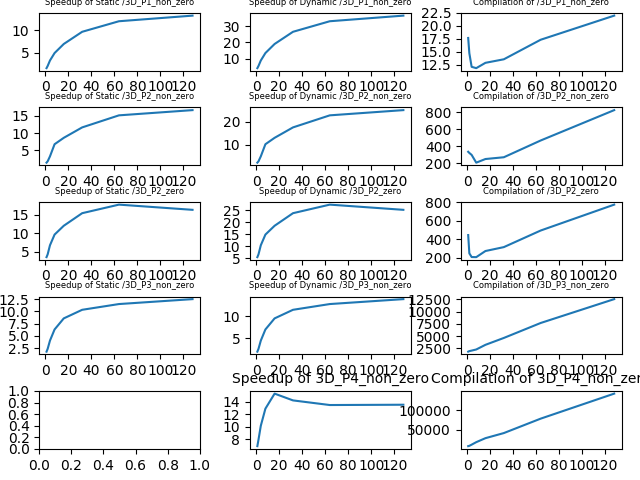 Speedup of Static /3D_P1_non_zero
Speedup of Dynamic /3D_P1_non_zero
Compilation of /3D_P1_non_zero
10
5
0 20 40 60 80 100 120
30
20
10
0 20 40 60 80 100 120
22.5
20.0
17.5
15.0
12.5
0 20 40 60 80 100 120
Speedup of Static /3D_P2_non_zero
Speedup of Dynamic /3D_P2_non_zero
Compilation of /3D_P2_non_zero
15
10
5
0 20 40 60 80 100 120
20
10
0 20 40 60 80 100 120
800
600
400
200
0 20 40 60 80 100 120
Speedup of Static /3D_P2_zero
Speedup of Dynamic /3D_P2_zero
Compilation of /3D_P2_zero
15
10
5
0 20 40 60 80 100 120
25
20
15
10
5
0 20 40 60 80 100 120
800
600
400
200
0 20 40 60 80 100 120
Speedup of Static /3D_P3_non_zero
Speedup of Dynamic /3D_P3_non_zero
Compilation of /3D_P3_non_zero
12.5
10.0
7.5
5.0
2.5
0 20 40 60 80 100 120
10
5
0 20 40 60 80 100 120
12500
10000
7500
5000
2500
0 20 40 60 80 100 120
Speedup of 3D_P4_non_zero
Compilation of 3D_P4_non_zer
1.0
0.8
0.6
0.4
0.2
0.0
0.0 0.2 0.4 0.6 0.8 1.0
14
12
10
8
0 20 40 60 80 100 120
100000
50000
0 20 40 60 80 100 120